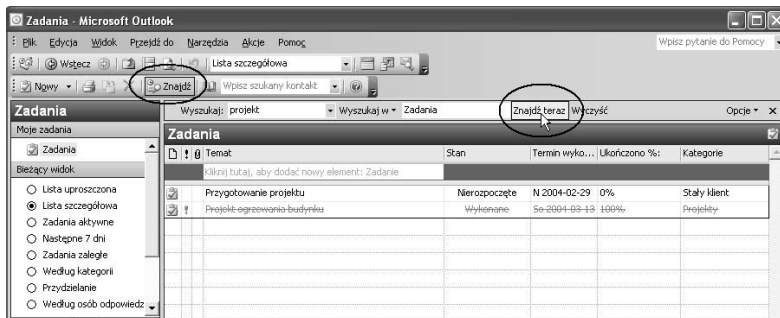 Zadania - Microsoft Outlook
Plik Edycja Widok Przejdź do Narzędzia Akcje Pomoc Wpisz pytanie do Pomocy
Wstecz Lista szczegółowa
Nowy Znajdź Wpisz szukany kontakt
Zadania Wyszukaj: projekt Wyszukaj w Zadania Znajdź teraz Wyczyść Opcje
Moje zadania Zadania
Zadania Temat Stan Termin wyko... Ukończono %: Kategorie
Bieżący widok Kliknij tutaj, aby dodać nowy element: Zadanie
Lista uproszczona Przygotowanie projektu Nierozpoczęte N 2004-02-29 0% Stały klient
Lista szczegółowa Projekt ogrzewania budynku Wykonane So 2004-03-13 100% Projekty
Zadania aktywne
Następne 7 dni
Zadania zaległe
Według kategorii
Przydzielanie
Według osób odpowiedz